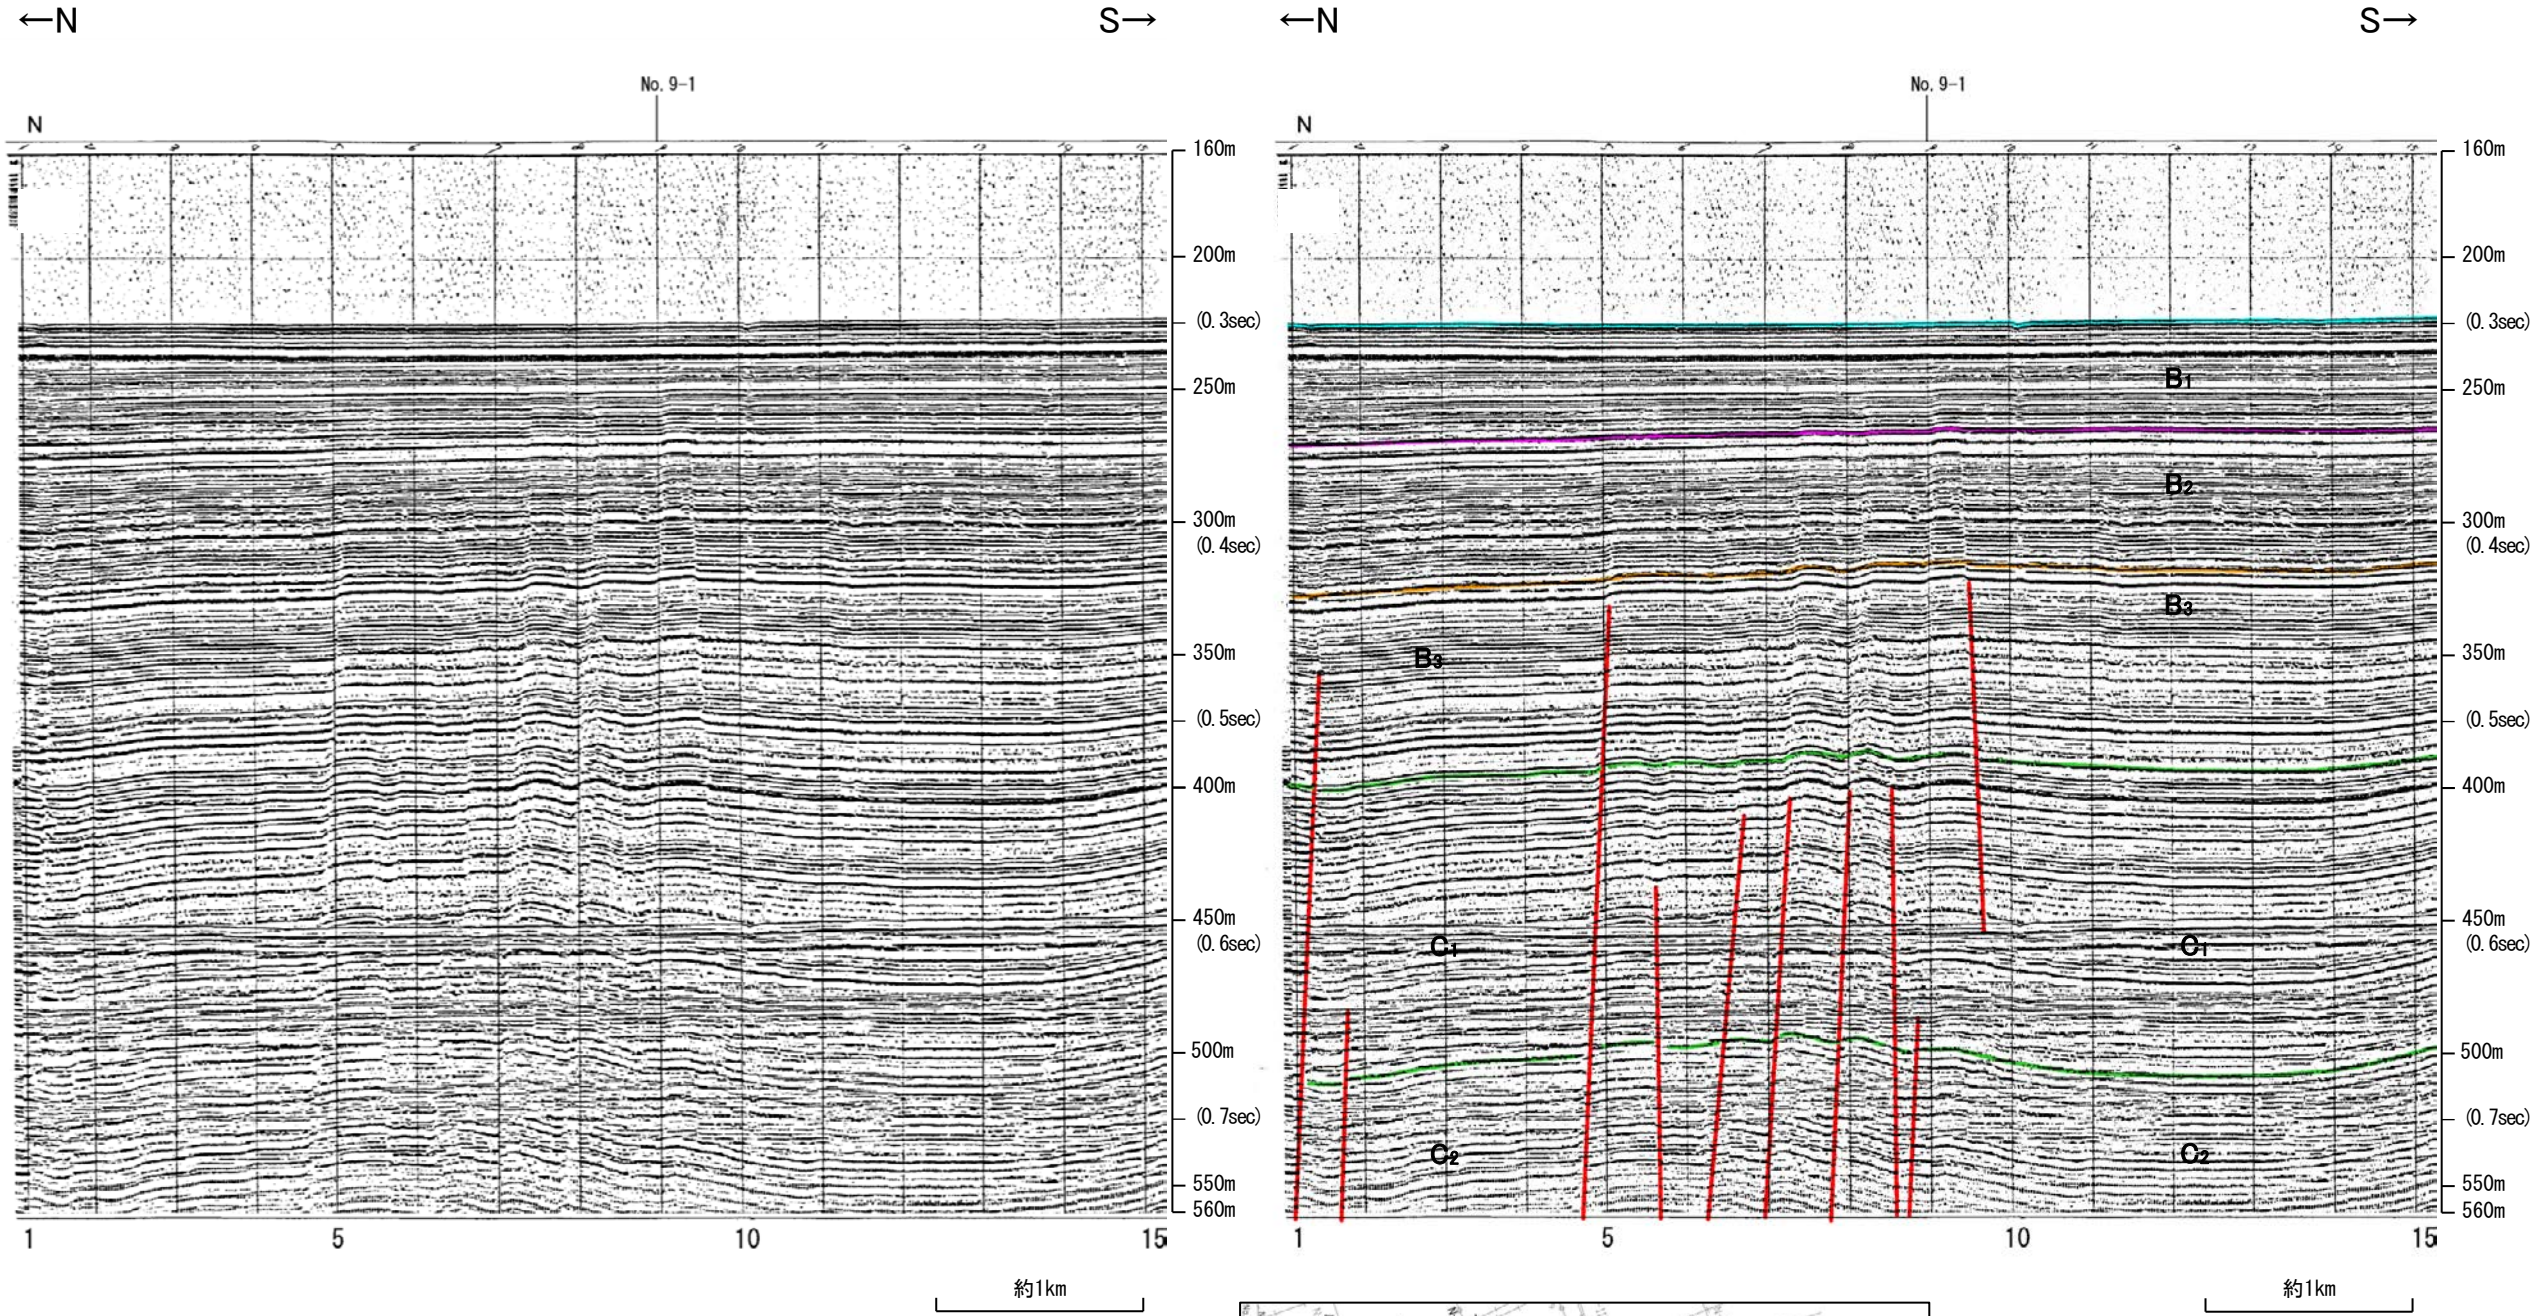 ←N
S→
←N
S→
No. 9-1
No. 9-1
N
N
160m
200m
(0.3sec)
250m
300m
(0.4sec)
350m
(0.5sec)
400m
450m
(0.6sec)
500m
(0.7sec)
550m
560m
160m
200m
(0.3sec)
250m
300m
(0.4sec)
350m
(0.5sec)
400m
450m
(0.6sec)
500m
(0.7sec)
550m
560m
B1
B2
B3
B3
C1
C1
C2
C2
1 5 10 15
1 5 10 15
約1km
約1km